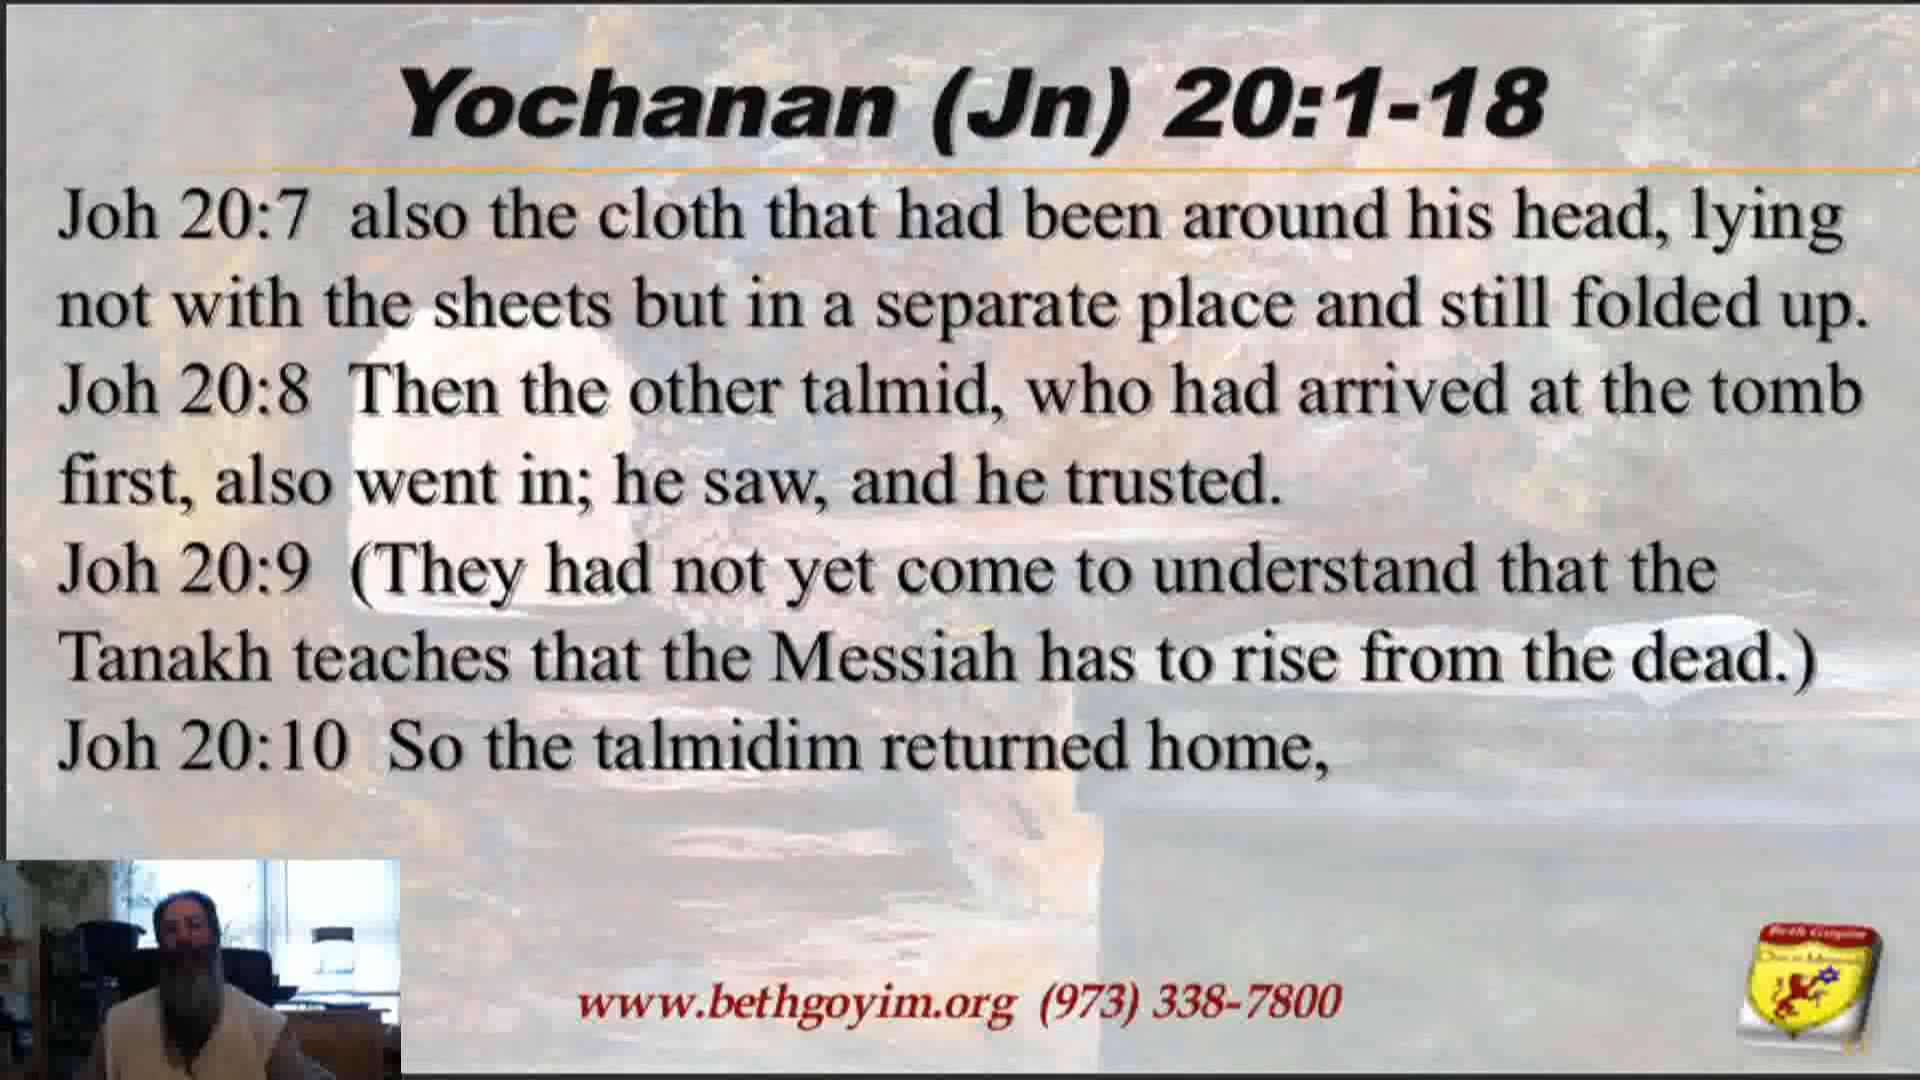 Yochanan (Jn) 20:1-18
Joh 20:7 also the cloth that had been around his head, lying
not with the sheets but in a separate place and still folded up.
Joh 20:8 Then the other talmid, who had arrived at the tomb
first, also went in; he saw, and he trusted.
Joh 20:9 (They had not yet come to understand that the
Tanakh teaches that the Messiah has to rise from the dead.)
Joh 20:10 So the talmidim returned home,
www.bethgoyim.org (973) 338-7800
Beth Goyim